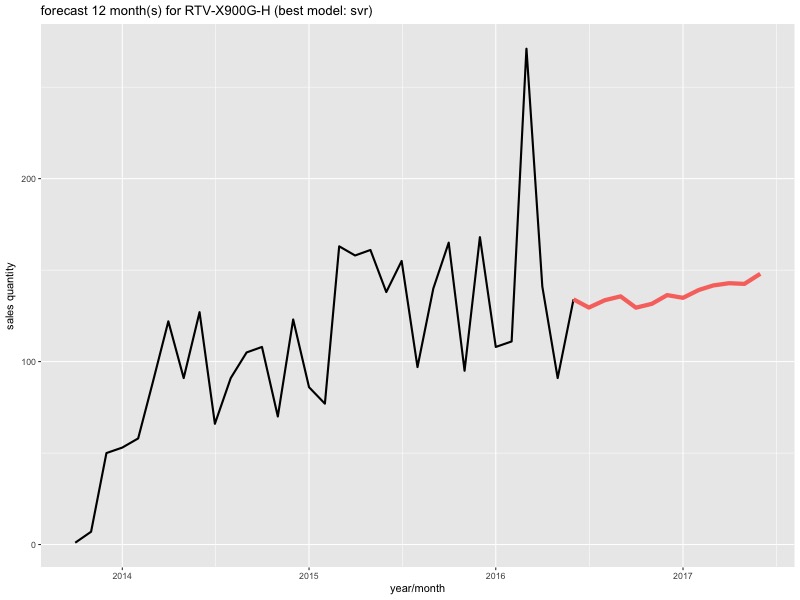 forecast 12 month(s) for RTV-X900G-H (best model: svr)
sales quantity
200
100
0
2014 2015 2016 2017
year/month